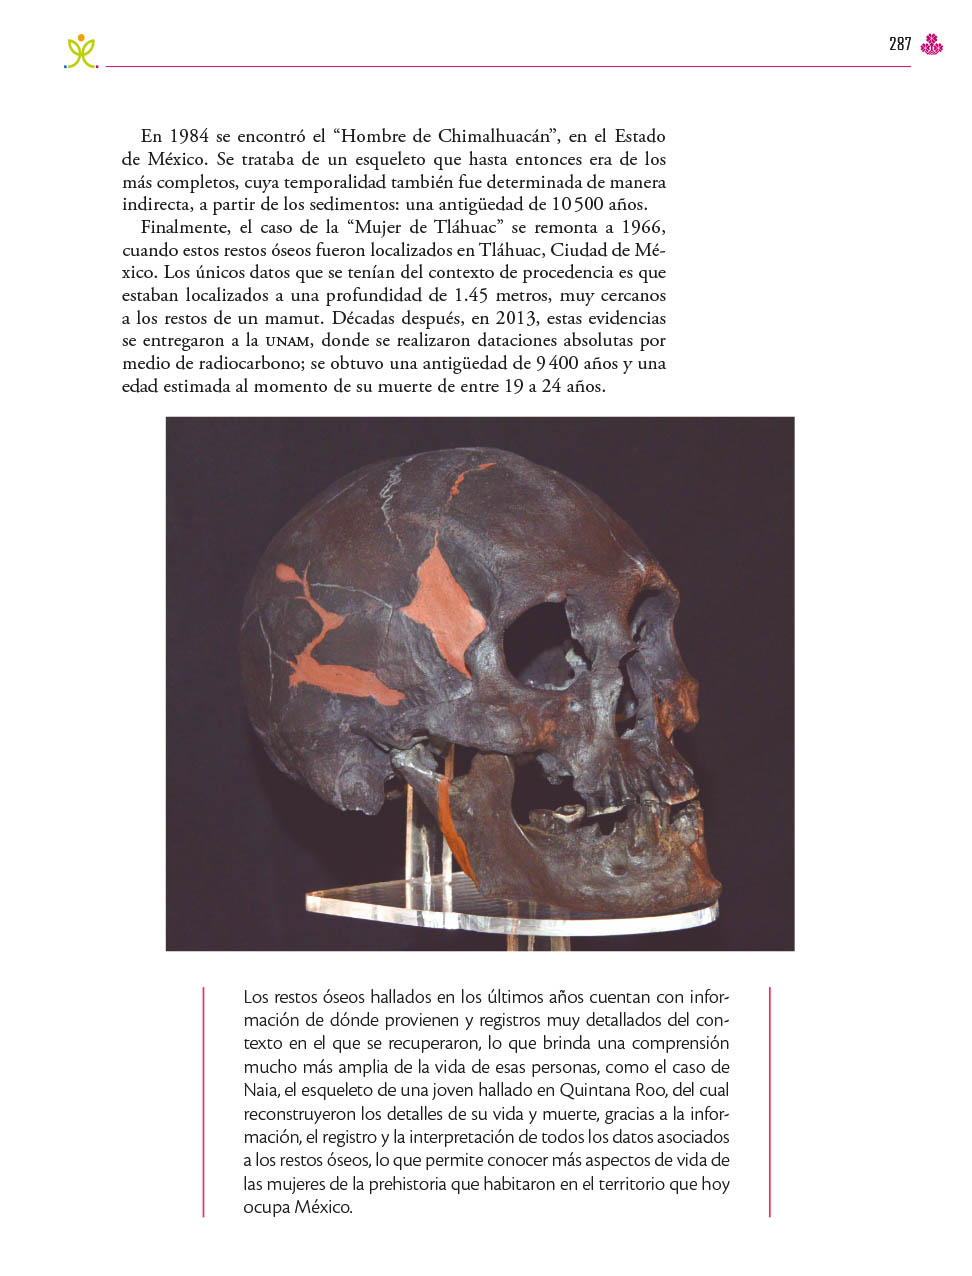 287
En 1984 se encontró el “Hombre de Chimalhuacán”, en el Estado
de México. Se trataba de un esqueleto que hasta entonces era de los
más completos, cuya temporalidad también fue determinada de manera
indirecta, a partir de los sedimentos: una antigüedad de 10 500 años.
Finalmente, el caso de la “Mujer de Tláhuac” se remonta a 1966,
cuando estos restos óseos fueron localizados en Tláhuac, Ciudad de Mé-
xico. Los únicos datos que se tenían del contexto de procedencia es que
estaban localizados a una profundidad de 1.45 metros, muy cercanos
a los restos de un mamut. Décadas después, en 2013, estas evidencias
se entregaron a la UNAM, donde se realizaron dataciones absolutas por
medio de radiocarbono; se obtuvo una antigüedad de 9 400 años y una
edad estimada al momento de su muerte de entre 19 a 24 años.
Los restos óseos hallados en los últimos años cuentan con infor-
mación de dónde provienen y registros muy detallados del con-
texto en el que se recuperaron, lo que brinda una comprensión
mucho más amplia de la vida de esas personas, como el caso de
Naia, el esqueleto de una joven hallado en Quintana Roo, del cual
reconstruyeron los detalles de su vida y muerte, gracias a la infor-
mación, el registro y la interpretación de todos los datos asociados
a los restos óseos, lo que permite conocer más aspectos de vida de
las mujeres de la prehistoria que habitaron en el territorio que hoy
ocupa México.